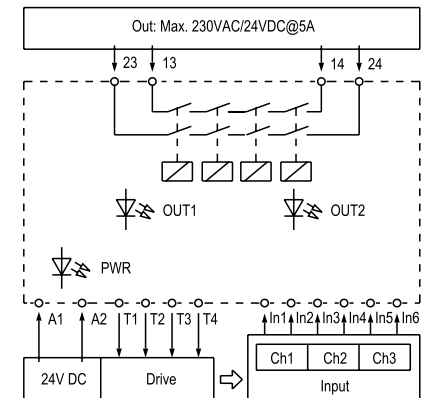 Out: Max. 230VAC/24VDC@5A
23 13 14 24
OUT1 OUT2
PWR
A1 A2 T1 T2 T3 T4 In1 In2 In3 In4 In5 In6
24V DC Drive Ch1 Ch2 Ch3
Input